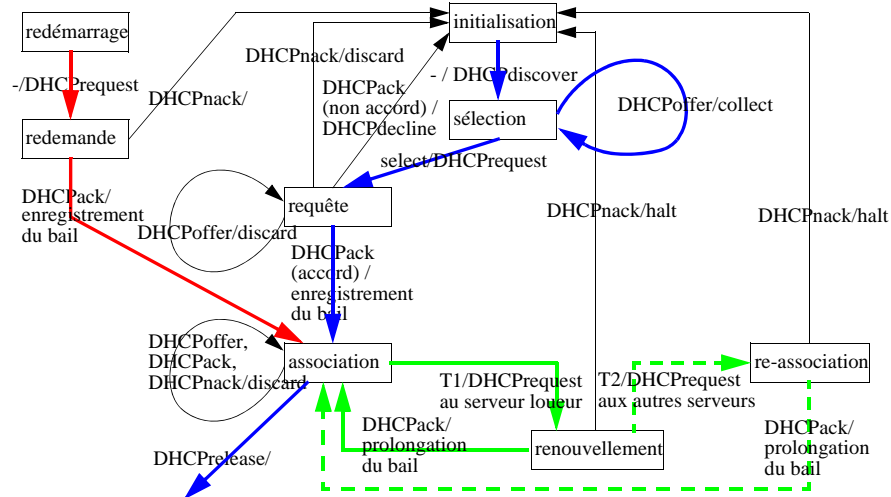 redémarrage
initialisation
-/DHCPrequest
DHCPnack/
DHCPnack/discard
DHCPack
(non accord) /
DHCPdecline
- / DHCPdiscover
DHCPoffer/collect
redemande
sélection
select/DHCPrequest
DHCPack/
enregistrement
du bail
DHCPoffer/discard
requête
DHCPnack/halt
DHCPnack/halt
DHCPack
(accord) /
enregistrement
du bail
DHCPoffer,
DHCPack,
DHCPnack/discard
association
re-association
T1/DHCPrequest
au serveur loueur
T2/DHCPrequest
aux autres serveurs
DHCPack/
prolongation
du bail
renouvellement
DHCPack/
prolongation
du bail
DHCPrelease/